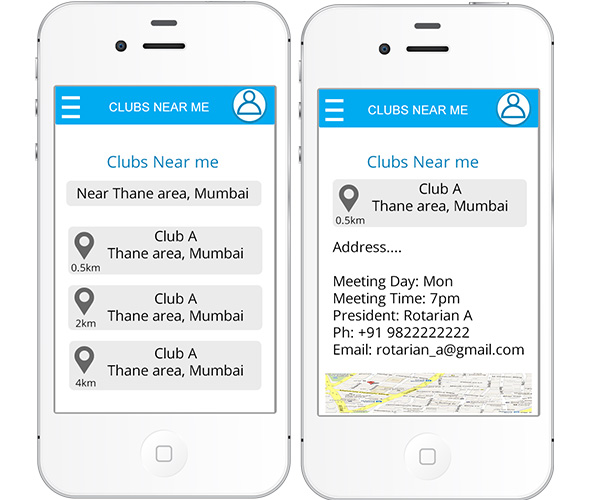 CLUBS NEAR ME
Clubs Near me
Near Thane area, Mumbai
Club A
Thane area, Mumbai
0.5km
Club A
Thane area, Mumbai
2km
Club A
Thane area, Mumbai
4km
CLUBS NEAR ME
Clubs Near me
Club A
Thane area, Mumbai
0.5km
Address....
Meeting Day: Mon
Meeting Time: 7pm
President: Rotarian A
Ph: +91 9822222222
Email: rotarian_a@gmail.com